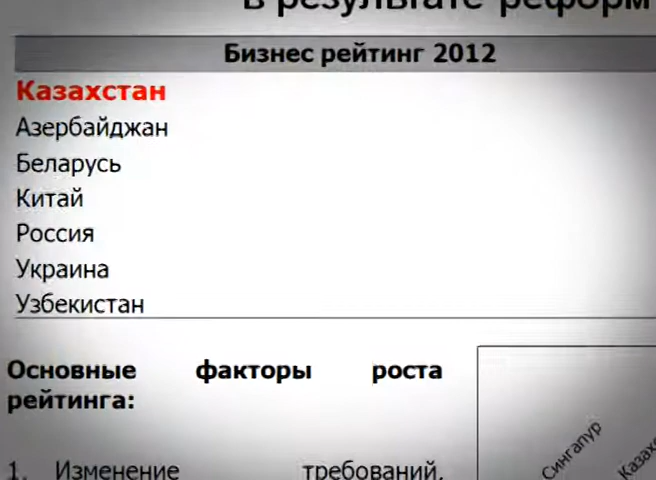 в результате реформ
Бизнес рейтинг 2012
Казахстан
Азербайджан
Беларусь
Китай
Россия
Украина
Узбекистан
Основные факторы роста
рейтинга:
1. Изменение требований,
Сингапур